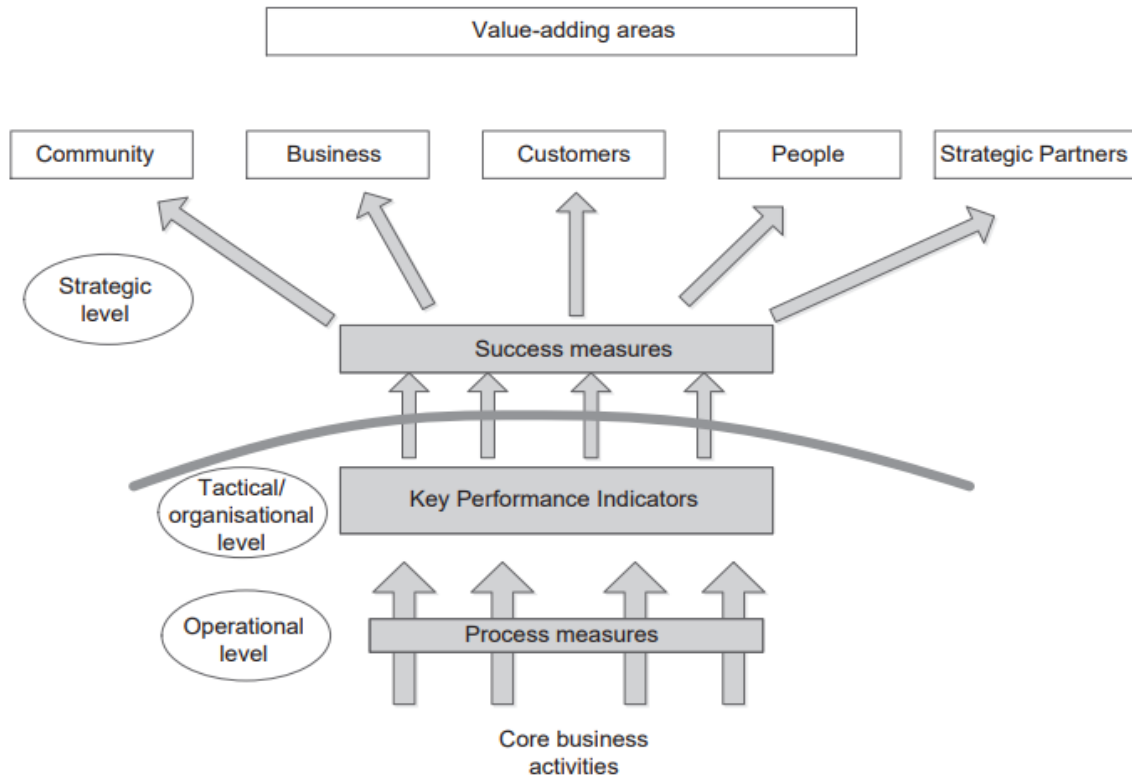 Value-adding areas
Community
Business
Customers
People
Strategic Partners
Strategic
level
Success measures
Tactical/
organisational
level
Key Performance Indicators
Operational
level
Process measures
Core business
activities